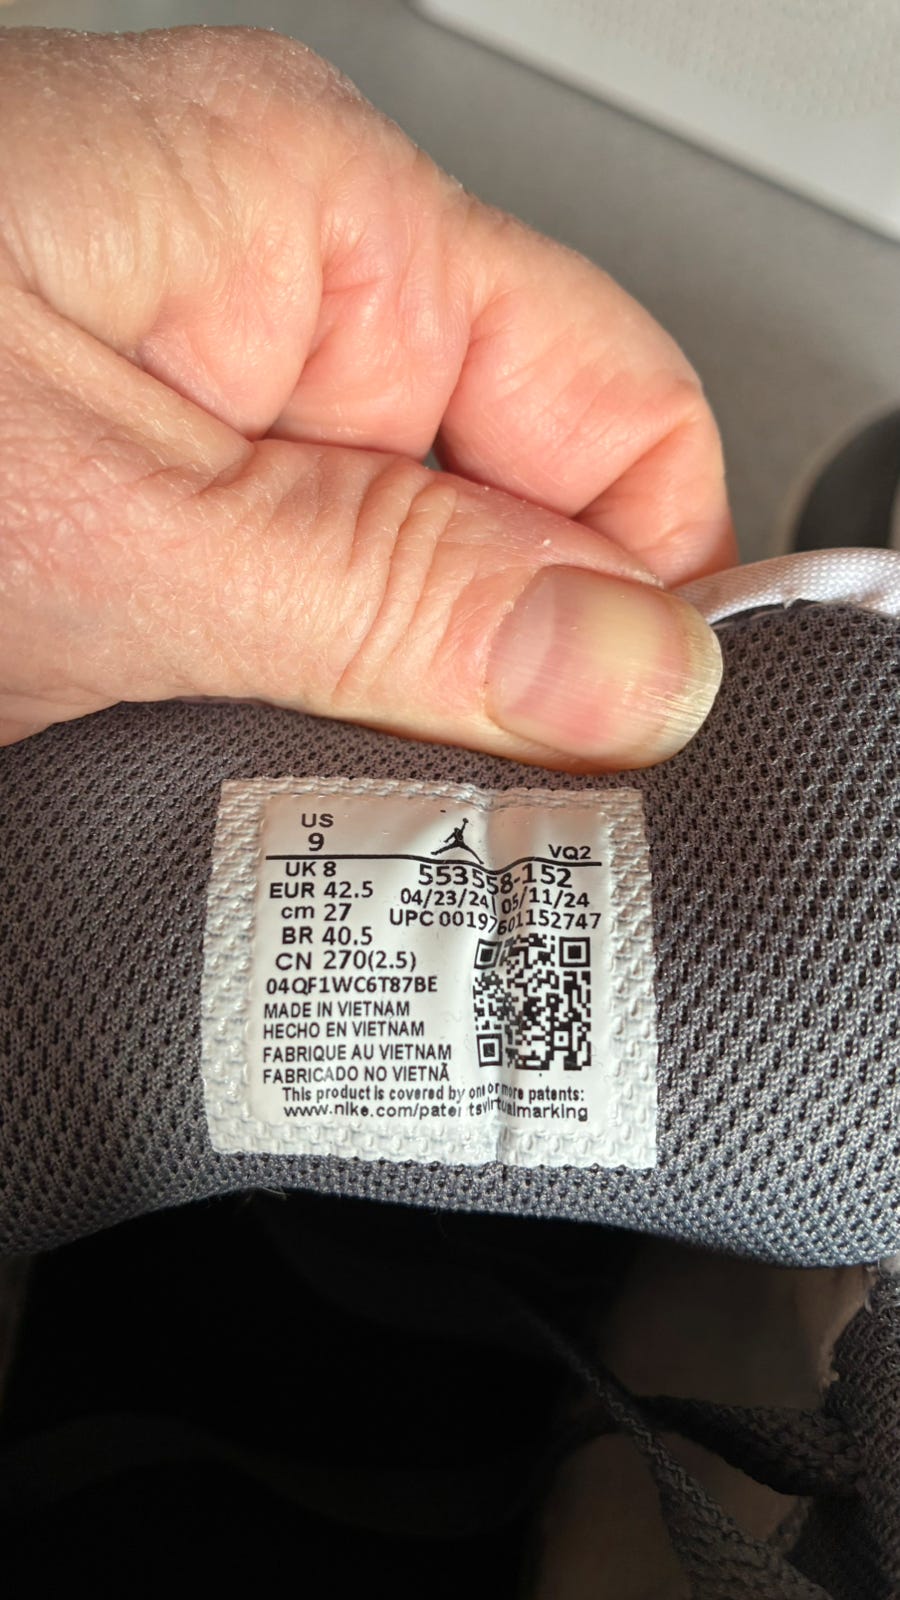 US
9
VQ2
UK 8
EUR 42.5
cm 27
BR 40.5
CN 270(2.5)
553558-152
04/23/24 05/11/24
UPC 00197601152747
04QF1WC6T87BE
MADE IN VIETNAM
HECHO EN VIETNAM
FABRIQUE AU VIETNAM
FABRICADO NO VIETNÃ
This product is covered by one or more patents:
www.nike.com/patentsvirtualmarking